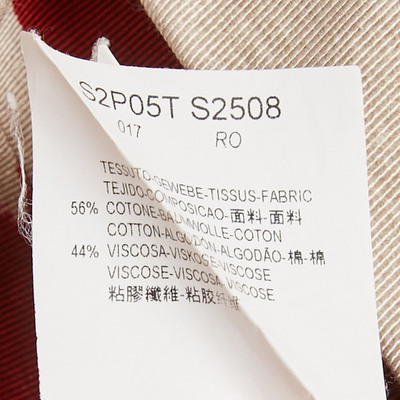 S2P05T S2508
017 RO
TESSUTO-GEWEBE-TISSUS-FABRIC
TEJIDO-COMPOSICAO-面料-面料
56% COTONE-BAUMWOLLE-COTON
COTTON-ALGODON-ALGODÃO-棉-棉
44% VISCOSA-VISKOSE-VISCOSE
VISCOSE-VISCOSA-VISCOSE
粘膠纖維-粘胶纤维